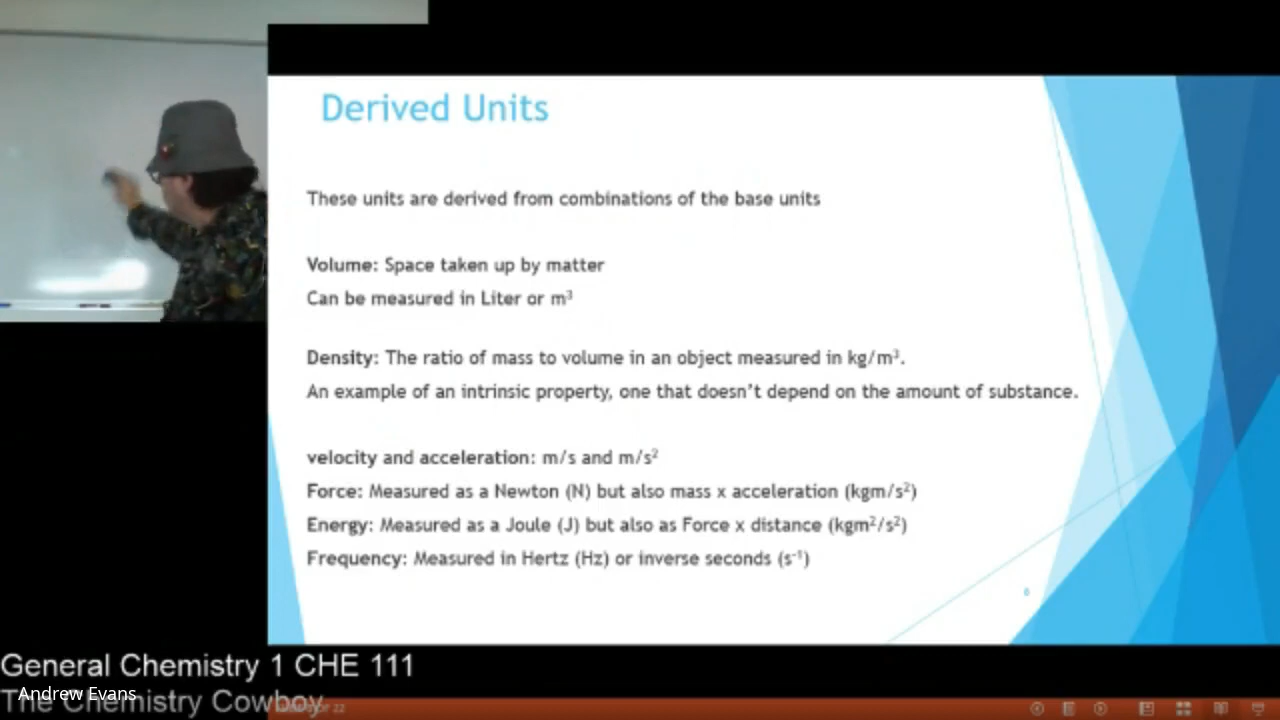 Derived Units
These units are derived from combinations of the base units
Volume: Space taken up by matter
Can be measured in Liter or m³
Density: The ratio of mass to volume in an object measured in kg/m³.
An example of an intrinsic property, one that doesn’t depend on the amount of substance.
velocity and acceleration: m/s and m/s²
Force: Measured as a Newton (N) but also mass x acceleration (kgm/s²)
Energy: Measured as a Joule (J) but also as Force x distance (kgm²/s²)
Frequency: Measured in Hertz (Hz) or inverse seconds (s⁻¹)
6
General Chemistry 1 CHE 111
Andrew Evans
The Chemistry Cowboy
OF 22